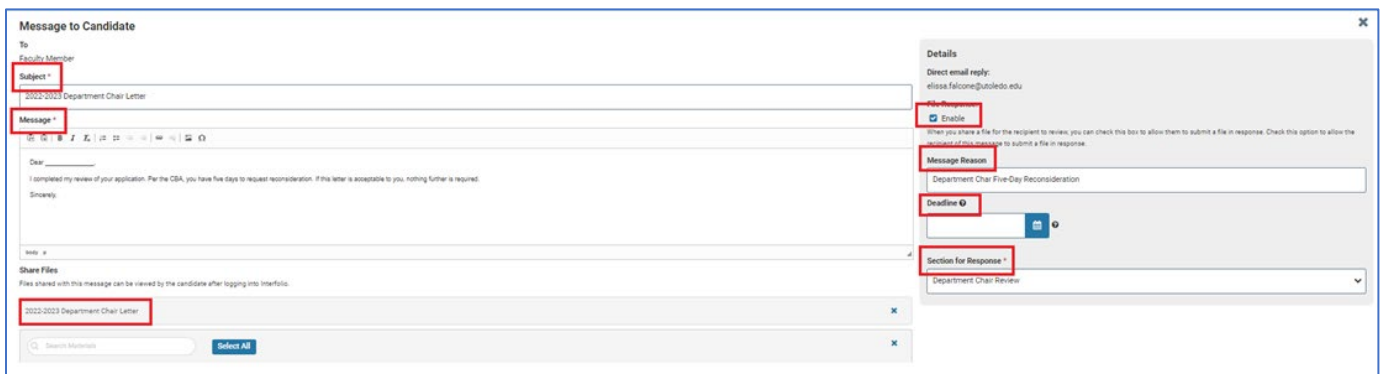 Message to Candidate
To
Faculty Member
Subject *
2022-2023 Department Chair Letter
Message *
B I
Dear ______________,
I completed my review of your application. Per the CBA, you have five days to request reconsideration. If this letter is acceptable to you, nothing further is required.
Sincerely,
body p
Share Files
Files shared with this message can be viewed by the candidate after logging into Interfolio.
2022-2023 Department Chair Letter
Search Materials
Select All
Details
Direct email reply:
elissa.falcone@utoledo.edu
File Response
Enable
When you share a file for the recipient to review, you can check this box to allow them to submit a file in response. Check this option to allow the
recipient of this message to submit a file in response.
Message Reason
Department Char Five-Day Reconsideration
Deadline
Section for Response *
Department Chair Review